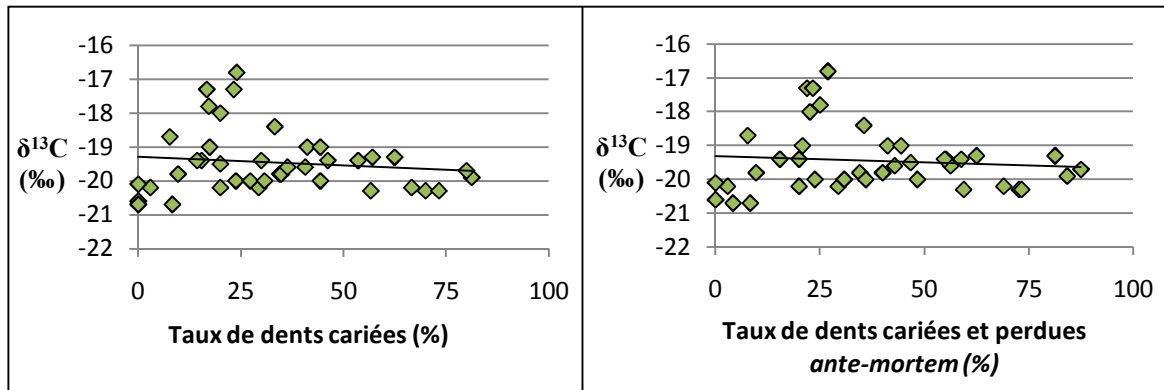 -16
-17
-18
-19
-20
-21
-22
δ¹³C
(‰)
0 25 50 75 100
Taux de dents cariées (%)
-16
-17
-18
-19
-20
-21
-22
δ¹³C
(‰)
0 25 50 75 100
Taux de dents cariées et perdues
ante-mortem (%)